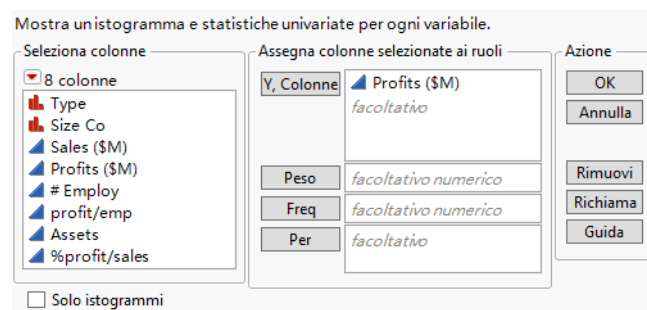 Mostra un istogramma e statistiche univariate per ogni variabile.
Seleziona colonne
8 colonne
Type
Size Co
Sales ($M)
Profits ($M)
# Employ
profit/emp
Assets
%profit/sales
Solo istogrammi
Assegna colonne selezionate ai ruoli
Y, Colonne
Profits ($M)
facoltativo
Peso
facoltativo numerico
Freq
facoltativo numerico
Per
facoltativo
Azione
OK
Annulla
Rimuovi
Richiama
Guida